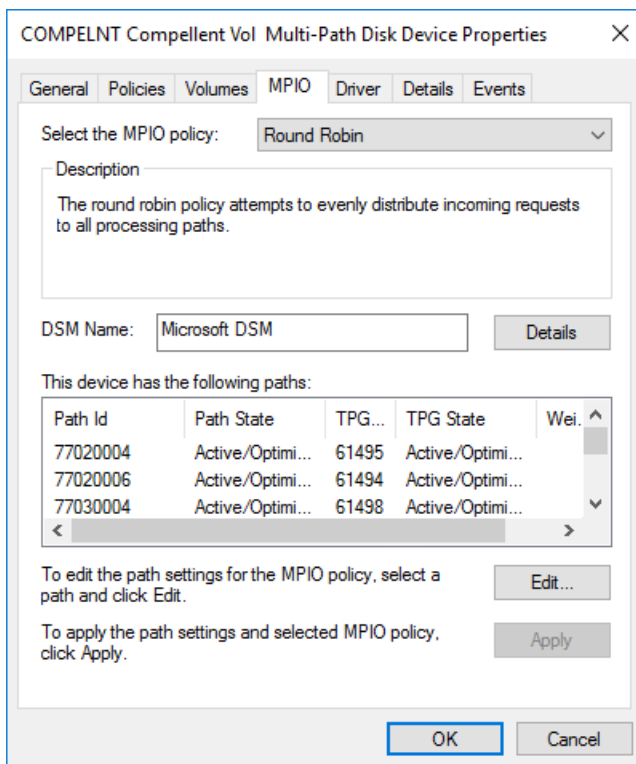 COMPELNT Compellent Vol  Multi-Path Disk Device Properties
General Policies Volumes MPIO Driver Details Events
Select the MPIO policy: Round Robin
Description
The round robin policy attempts to evenly distribute incoming requests
to all processing paths.
DSM Name: Microsoft DSM Details
This device has the following paths:
Path Id Path State TPG... TPG State Wei.
77020004 Active/Optimi... 61495 Active/Optimi...
77020006 Active/Optimi... 61494 Active/Optimi...
77030004 Active/Optimi... 61498 Active/Optimi...
To edit the path settings for the MPIO policy, select a
path and click Edit.
Edit...
To apply the path settings and selected MPIO policy,
click Apply.
Apply
OK Cancel